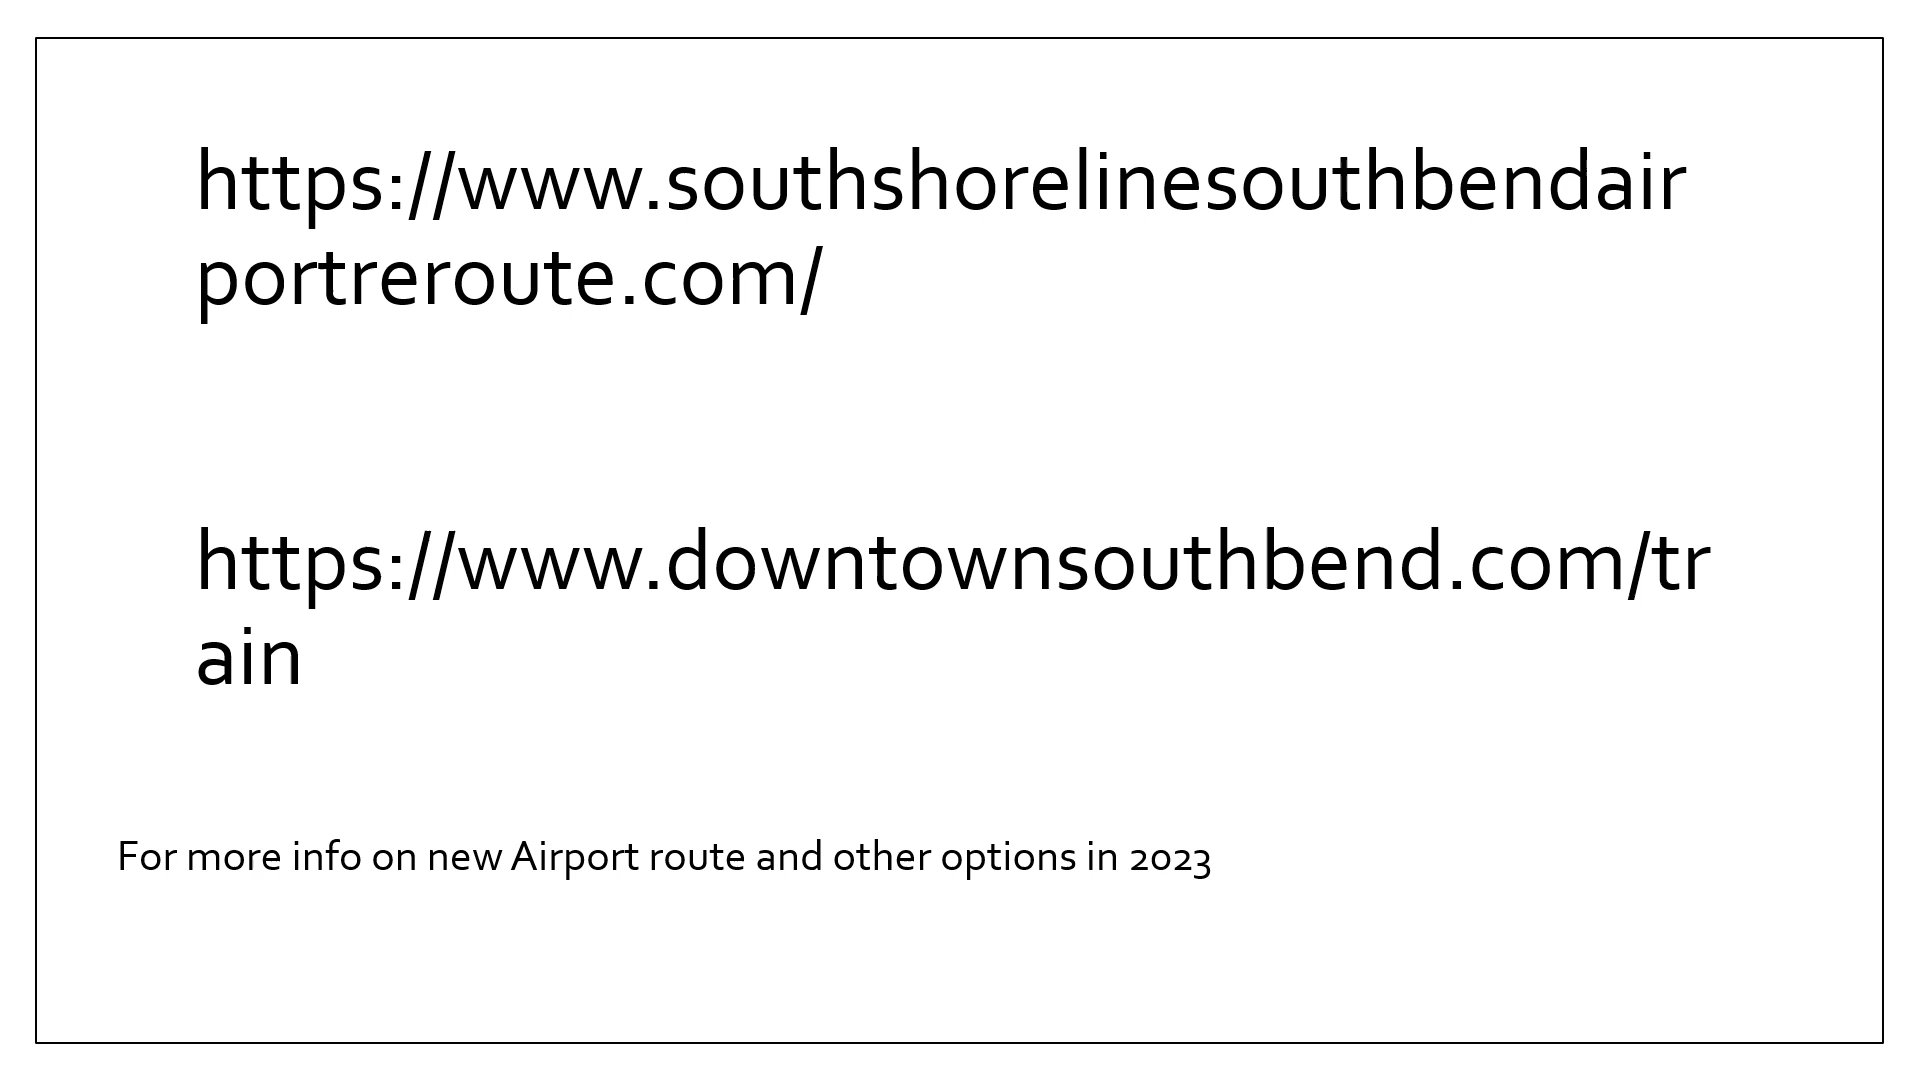 https://www.southshorelinesouthbendair
portreroute.com/
https://www.downtownsouthbend.com/tr
ain
For more info on new Airport route and other options in 2023